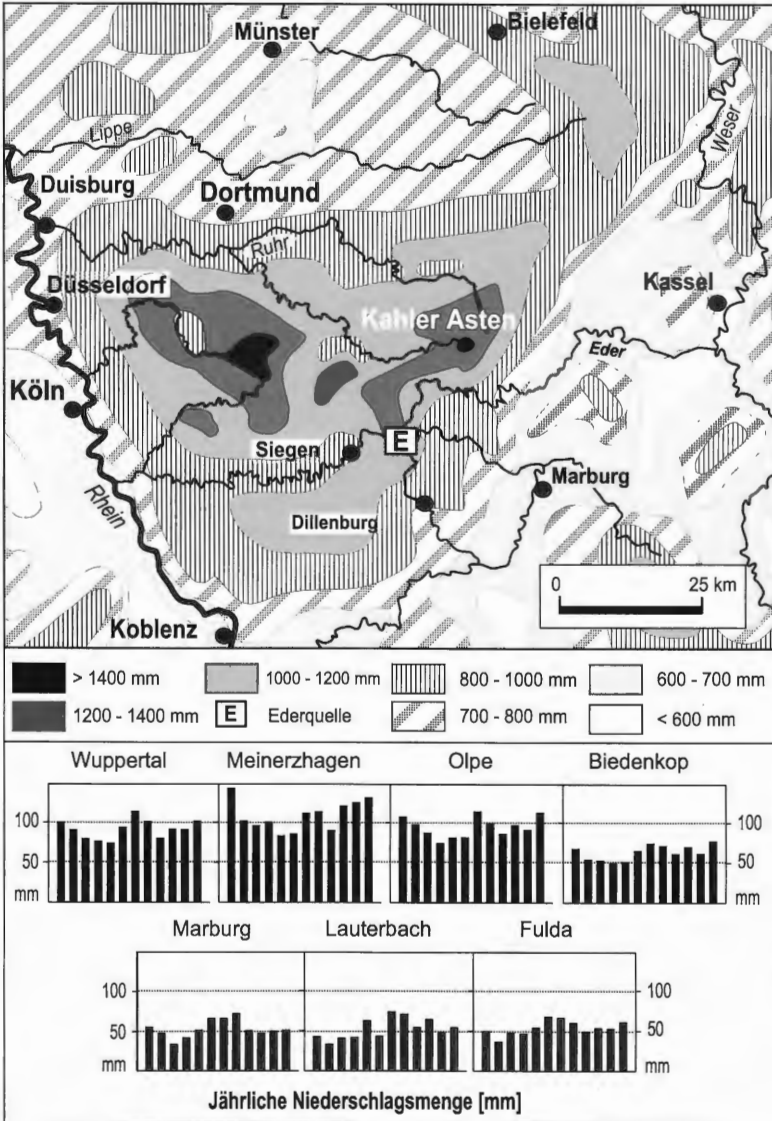 Münster
Bielefeld
Lippe
Weser
Duisburg
Dortmund
Ruhr
Düsseldorf
Kassel
Kahler Asten
Eder
Köln
Siegen
E
Marburg
Rhein
Dillenburg
0 25 km
Koblenz
> 1400 mm 1000 - 1200 mm 800 - 1000 mm 600 - 700 mm
1200 - 1400 mm E Ederquelle 700 - 800 mm < 600 mm
Wuppertal Meinerzhagen Olpe Biedenkop
100 100
50 50
mm mm
Marburg Lauterbach Fulda
100 100
50 50
mm mm
Jährliche Niederschlagsmenge [mm]